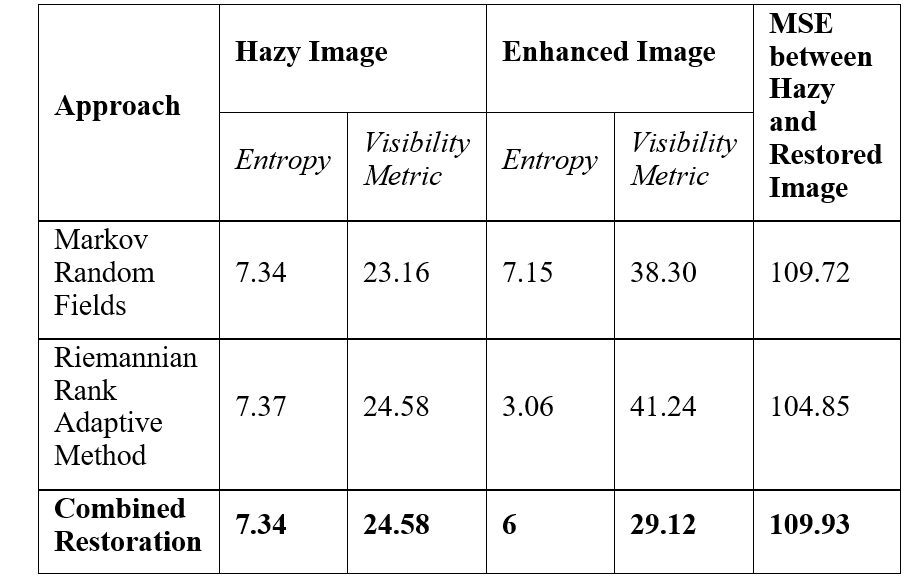 Approach
Hazy Image
Enhanced Image
MSE
between
Hazy
and
Restored
Image
Entropy
Visibility
Metric
Entropy
Visibility
Metric
Markov
Random
Fields
7.34
23.16
7.15
38.30
109.72
Riemannian
Rank
Adaptive
Method
7.37
24.58
3.06
41.24
104.85
Combined
Restoration
7.34
24.58
6
29.12
109.93